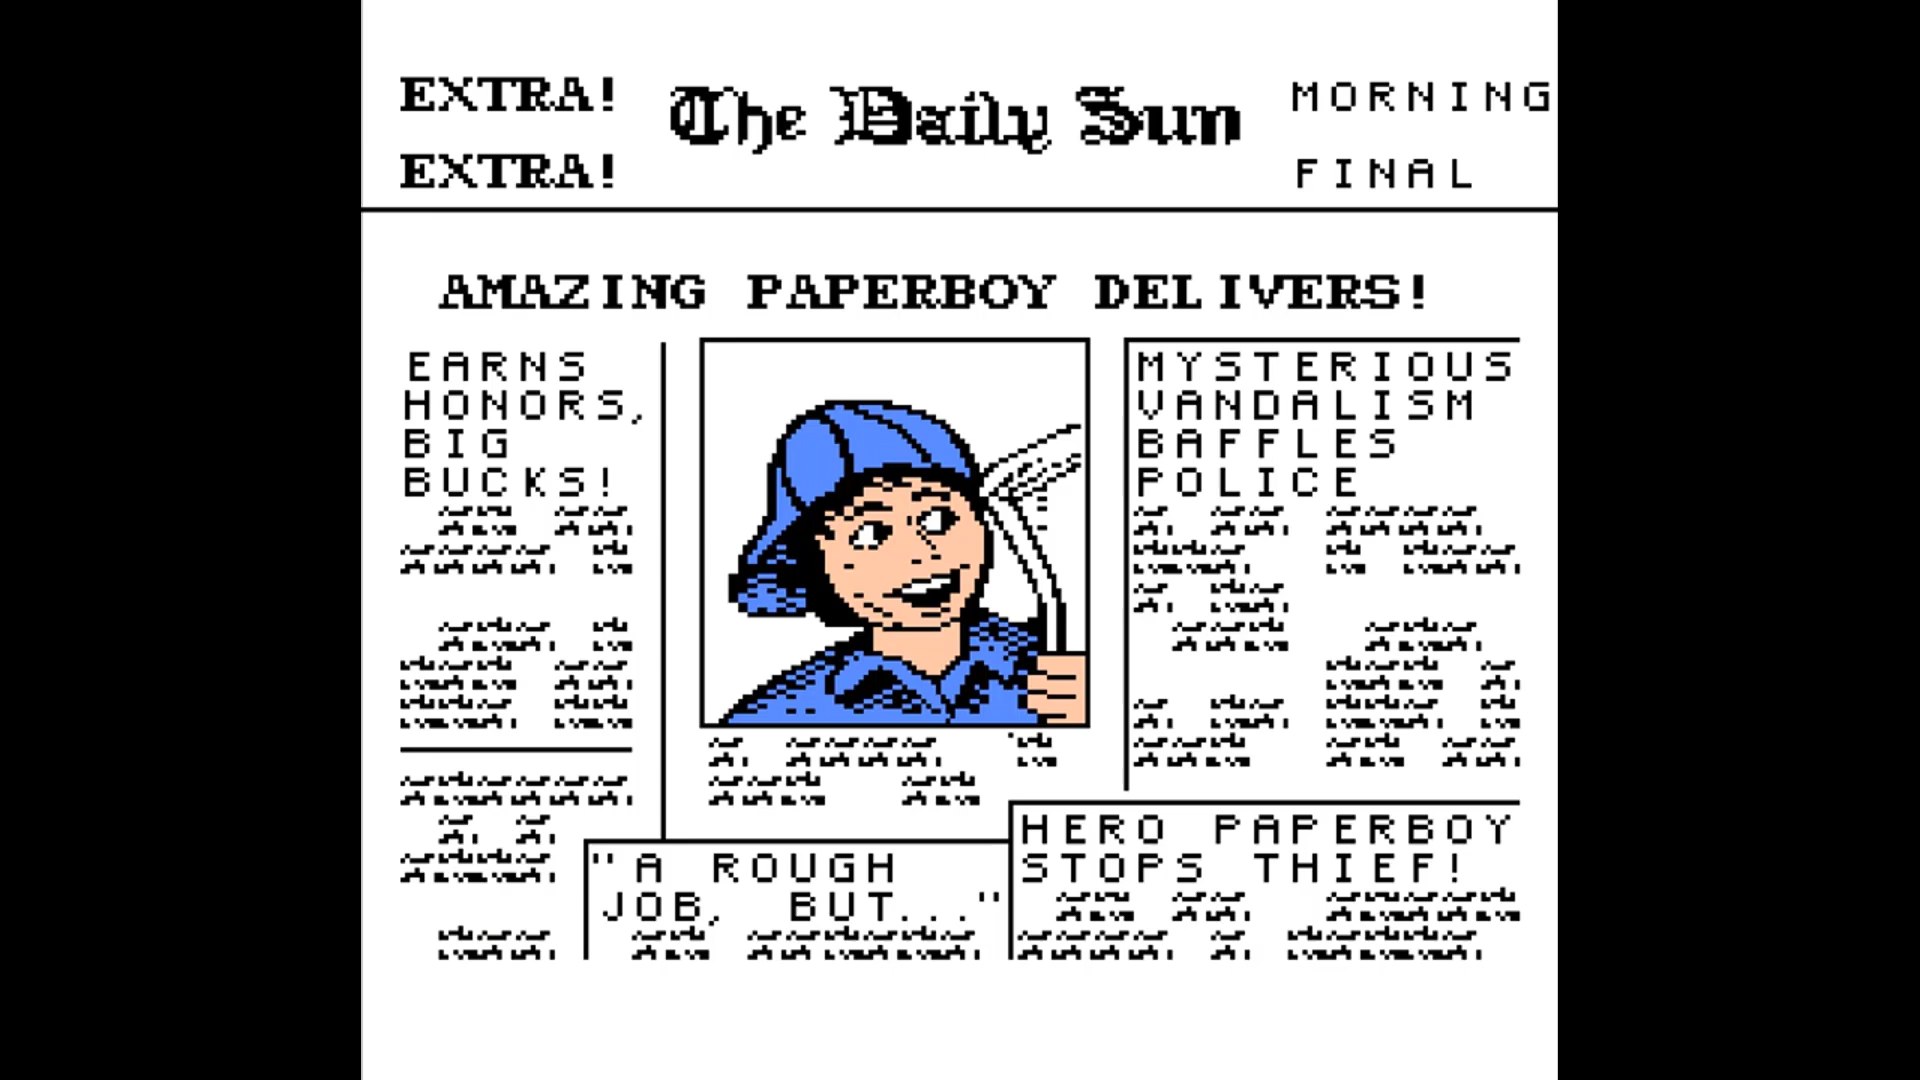 EXTRA!
EXTRA!
The Daily Sun
MORNING
FINAL
AMAZING PAPERBOY DELIVERS!
EARNS
HONORS,
BIG
BUCKS!
MYSTERIOUS
VANDALISM
BAFFLES
POLICE
"A ROUGH
JOB, BUT..."
HERO PAPERBOY
STOPS THIEF!